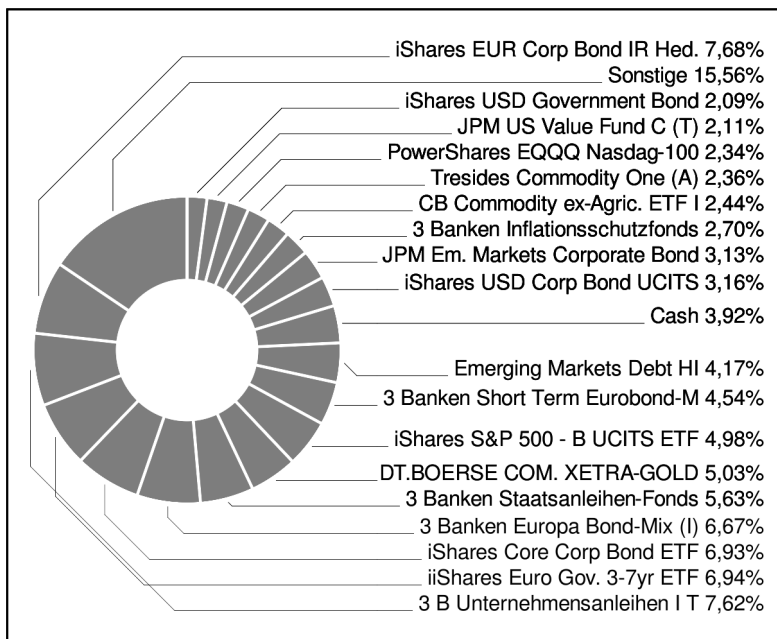 iShares EUR Corp Bond IR Hed. 7,68%
Sonstige 15,56%
iShares USD Government Bond 2,09%
JPM US Value Fund C (T) 2,11%
PowerShares EQQQ Nasdag-100 2,34%
Tresides Commodity One (A) 2,36%
CB Commodity ex-Agric. ETF I 2,44%
3 Banken Inflationsschutzfonds 2,70%
JPM Em. Markets Corporate Bond 3,13%
iShares USD Corp Bond UCITS 3,16%
Cash 3,92%
Emerging Markets Debt HI 4,17%
3 Banken Short Term Eurobond-M 4,54%
iShares S&P 500 - B UCITS ETF 4,98%
DT.BOERSE COM. XETRA-GOLD 5,03%
3 Banken Staatsanleihen-Fonds 5,63%
3 Banken Europa Bond-Mix (I) 6,67%
iShares Core Corp Bond ETF 6,93%
iiShares Euro Gov. 3-7yr ETF 6,94%
3 B Unternehmensanleihen I T 7,62%